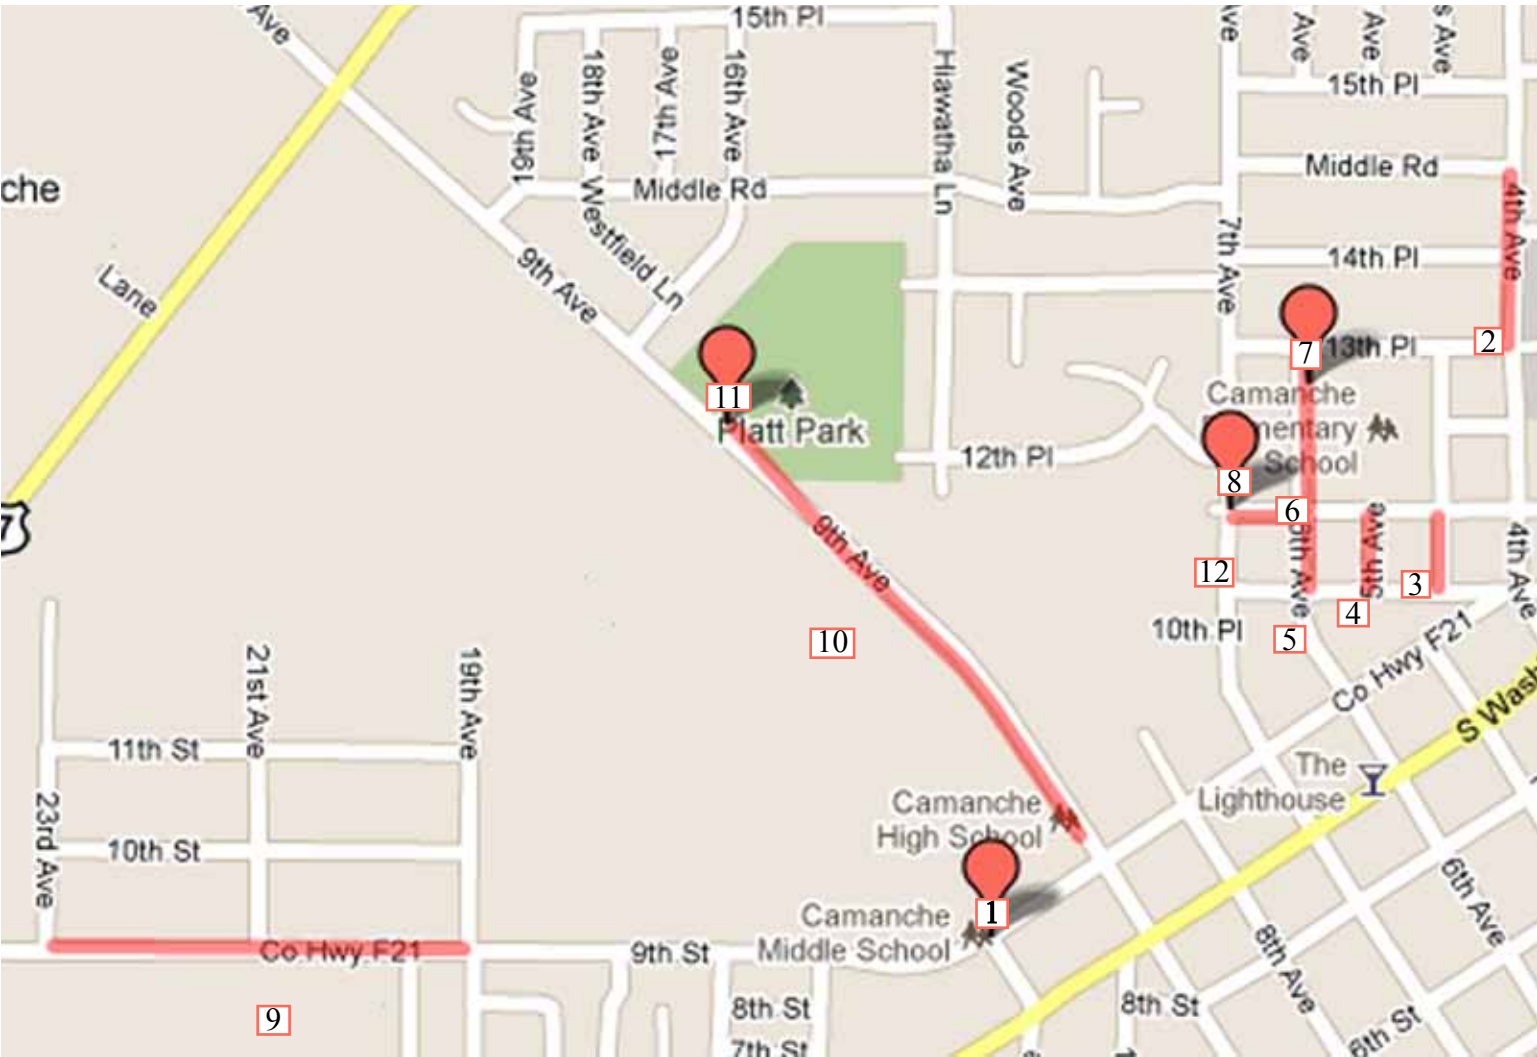 Ave
15th Pl
Ave
Ave
Ave
s Ave
19th Ave
18th Ave
17th Ave
16th Ave
Hiawatha Ln
Woods Ave
15th Pl
che
Middle Rd
Middle Rd
4th Ave
Westfield Ln
7th Ave
14th Pl
Lane
9th Ave
2
7
13th Pl
11
Camanche
mentary
School
Platt Park
12th Pl
8
7
6
9th Ave
6th Ave
5th Ave
4th Ave
12
3
4
10th Pl
5
10
Co Hwy F21
21st Ave
19th Ave
S Wash
11th St
The
Lighthouse
23rd Ave
10th St
Camanche
High School
1
6th Ave
Camanche
Middle School
Co Hwy F21
9th St
8th Ave
9
8th St
8th St
7th St
6th St